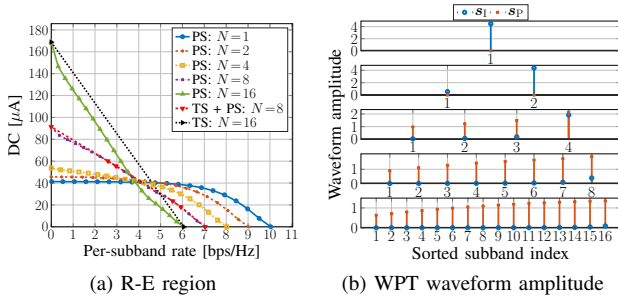 180
160
140
120
100
80
60
40
20
0
DC [μA]
PS: N = 1
PS: N = 2
PS: N = 4
PS: N = 8
PS: N = 16
TS + PS: N = 8
TS: N = 16
0 1 2 3 4 5 6 7 8 9 10 11
Per-subband rate [bps/Hz]
(a) R-E region
s_I s_P
Waveform amplitude
4
2
0
1
4
2
0
1 2
2
1
0
1 2 3 4
1
0
1 2 3 4 5 6 7 8
1
0
1 2 3 4 5 6 7 8 9 10 11 12 13 14 15 16
Sorted subband index
(b) WPT waveform amplitude